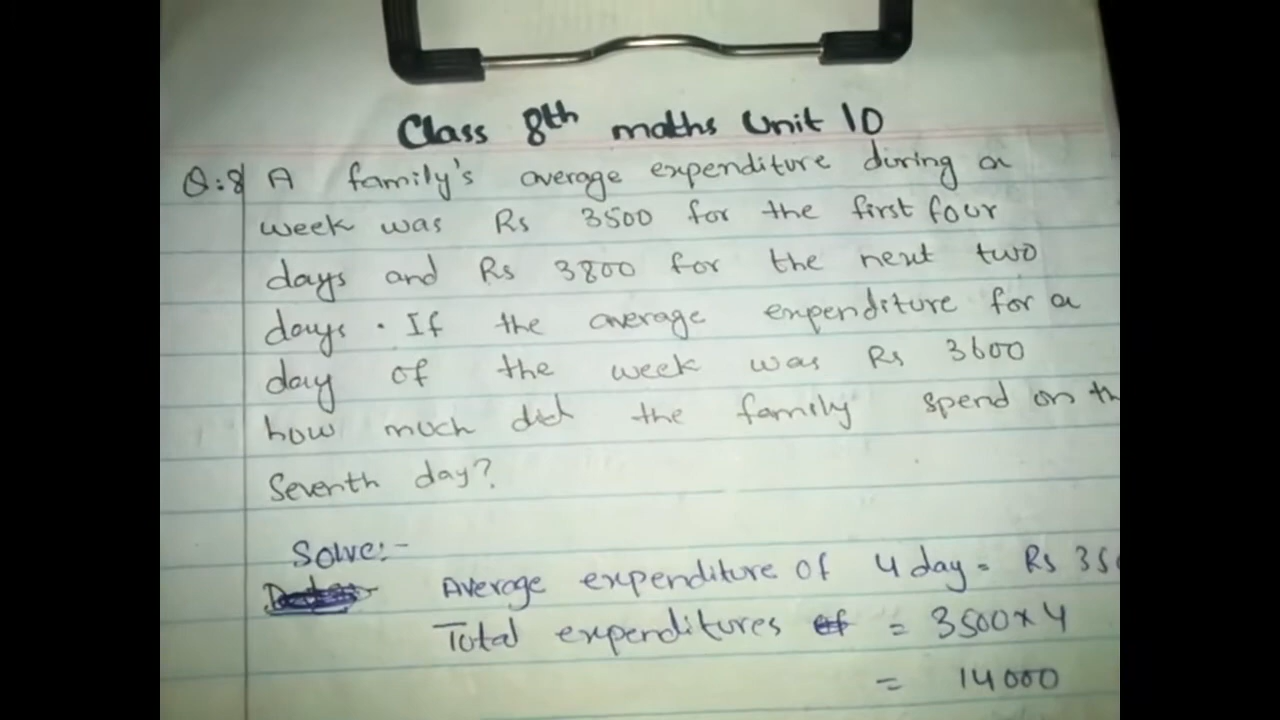 Class 8th maths Unit 10
Q:8 A family's average expenditure during a
week was Rs 3500 for the first four
days and Rs 3800 for the next two
days. If the average expenditure for a
day of the week was Rs 3600
how much did the family spend on th
Seventh day?
Solve:-
Average expenditure of 4 day = Rs 350
Total expenditures = 3500×4
= 14000